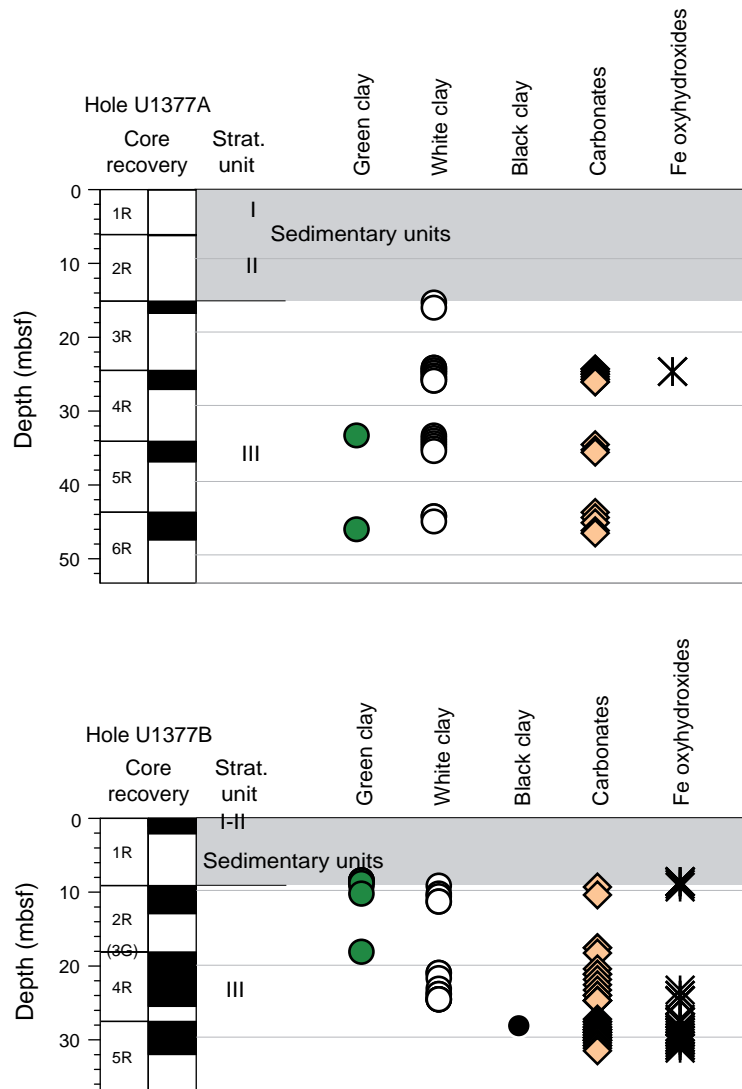 Hole U1377A
Core recovery
Strat. unit
Green clay
White clay
Black clay
Carbonates
Fe oxyhydroxides
Depth (mbsf)
0
10
20
30
40
50
1R
2R
3R
4R
5R
6R
I
Sedimentary units
II
III
Hole U1377B
Core recovery
Strat. unit
Green clay
White clay
Black clay
Carbonates
Fe oxyhydroxides
Depth (mbsf)
0
10
20
30
1R
2R
(3G)
4R
5R
I-II
Sedimentary units
III